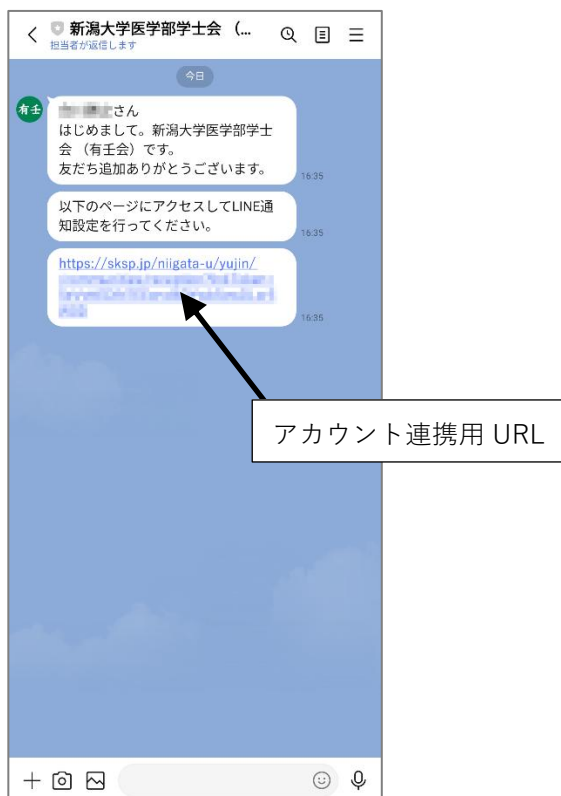 新潟大学医学部学士会 （...
担当者が返信します
今日
有壬
さん
はじめまして。新潟大学医学部学士
会 （有壬会）です。
友だち追加ありがとうございます。
16:35
以下のページにアクセスしてLINE通
知設定を行ってください。
16:35
https://sksp.jp/niigata-u/yujin/
16:35
アカウント連携用 URL